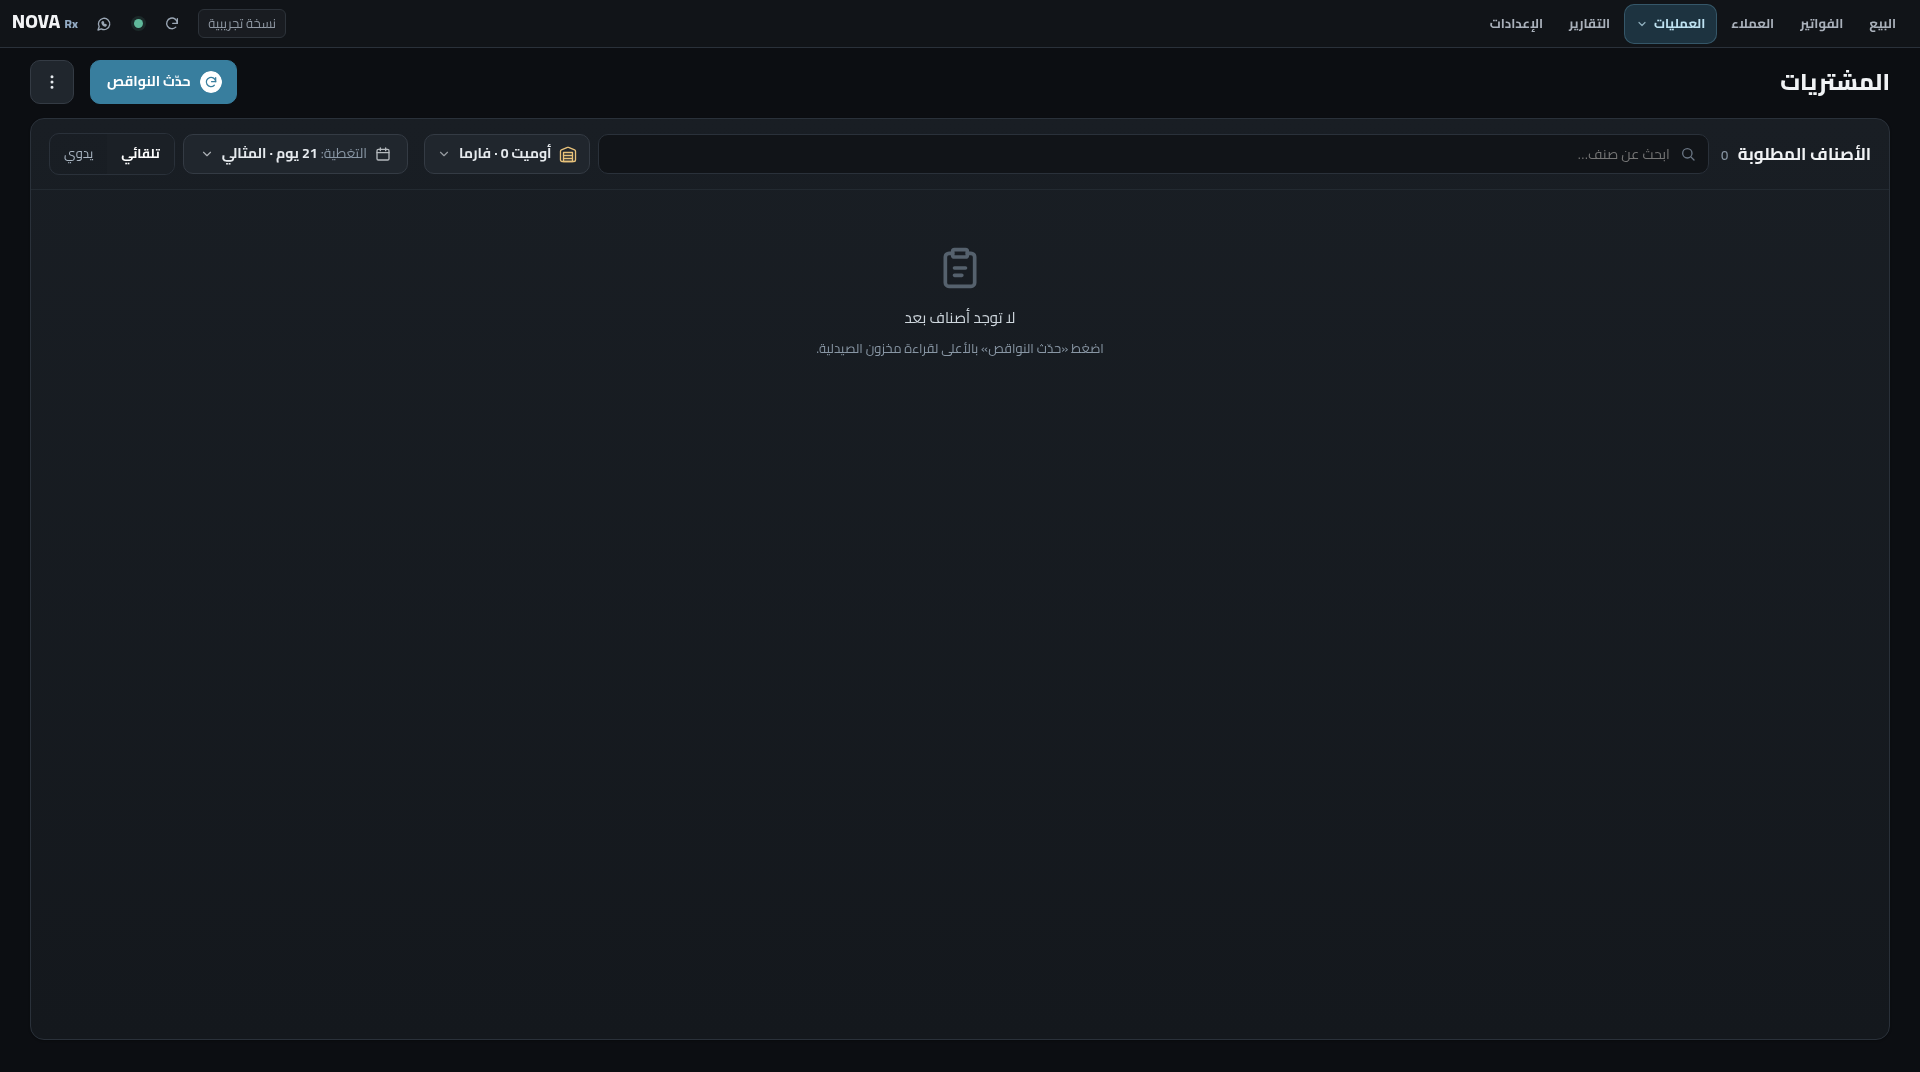 البيع
الفواتير
العملاء
العمليات
التقارير
الإعدادات
نسخة تجريبية
NOVA Rx
المشتريات
حدّث النواقص
الأصناف المطلوبة 0
ابحث عن صنف...
أوميت 0 · فارما
التغطية: 21 يوم · المثالي
تلقائي
يدوي
لا توجد أصناف بعد
اضغط «حدّث النواقص» بالأعلى لقراءة مخزون الصيدلية.